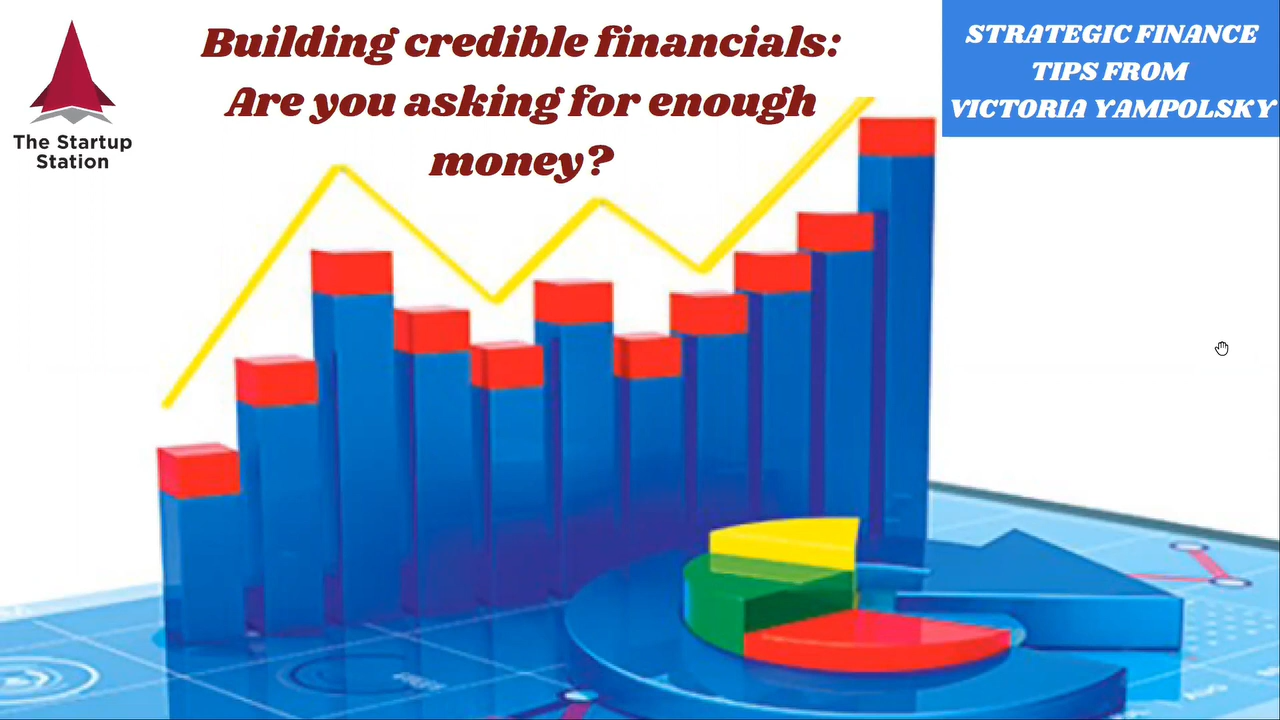 Building credible financials:
Are you asking for enough
money?
STRATEGIC FINANCE
TIPS FROM
VICTORIA YAMPOLSKY
The Startup
Station